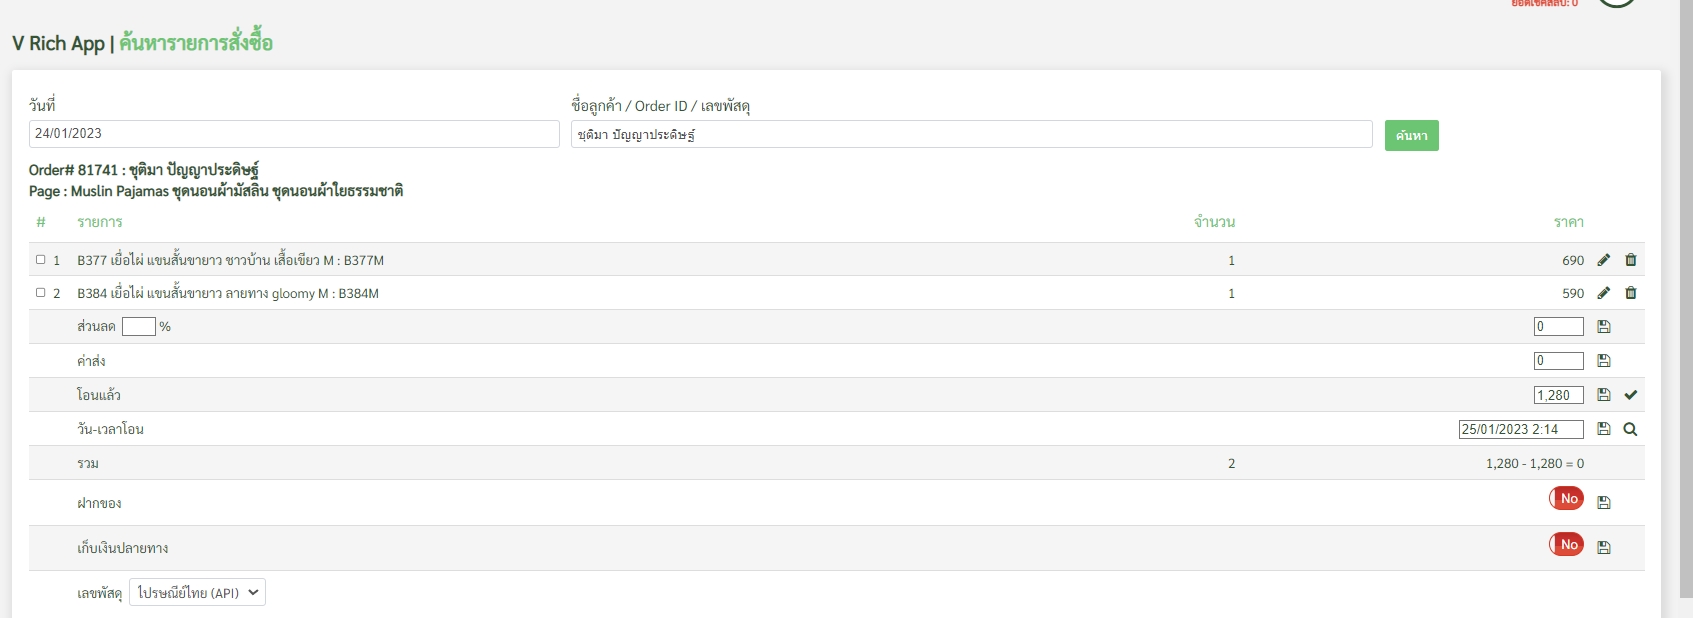 ยอดเช็คสลิป: 0
V Rich App | ค้นหารายการสั่งซื้อ
วันที่ ชื่อลูกค้า / Order ID / เลขพัสดุ
24/01/2023 ชุติมา ปัญญาประดิษฐ์ ค้นหา
Order# 81741 : ชุติมา ปัญญาประดิษฐ์
Page : Muslin Pajamas ชุดนอนผ้ามัสลิน ชุดนอนผ้าใยธรรมชาติ
# รายการ จำนวน ราคา
1 B377 เยื่อไผ่ แขนสั้นขายาว ชาวบ้าน เสื้อเขียว M : B377M 1 690
2 B384 เยื่อไผ่ แขนสั้นขายาว ลายทาง gloomy M : B384M 1 590
ส่วนลด % 0
ค่าส่ง 0
โอนแล้ว 1,280
วัน-เวลาโอน 25/01/2023 2:14
รวม 2 1,280 - 1,280 = 0
ฝากของ No
เก็บเงินปลายทาง No
เลขพัสดุ ไปรษณีย์ไทย (API)